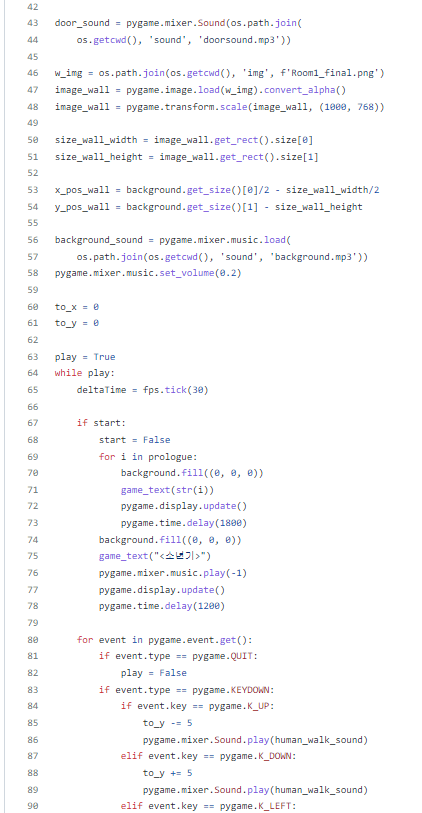 42
43 door_sound = pygame.mixer.Sound(os.path.join(
44     os.getcwd(), 'sound', 'doorsound.mp3'))
45
46 w_img = os.path.join(os.getcwd(), 'img', f'Room1_final.png')
47 image_wall = pygame.image.load(w_img).convert_alpha()
48 image_wall = pygame.transform.scale(image_wall, (1000, 768))
49
50 size_wall_width = image_wall.get_rect().size[0]
51 size_wall_height = image_wall.get_rect().size[1]
52
53 x_pos_wall = background.get_size()[0]/2 - size_wall_width/2
54 y_pos_wall = background.get_size()[1] - size_wall_height
55
56 background_sound = pygame.mixer.music.load(
57     os.path.join(os.getcwd(), 'sound', 'background.mp3'))
58 pygame.mixer.music.set_volume(0.2)
59
60 to_x = 0
61 to_y = 0
62
63 play = True
64 while play:
65     deltaTime = fps.tick(30)
66
67     if start:
68         start = False
69         for i in prologue:
70             background.fill((0, 0, 0))
71             game_text(str(i))
72             pygame.display.update()
73             pygame.time.delay(1800)
74         background.fill((0, 0, 0))
75         game_text("<소년기>")
76         pygame.mixer.music.play(-1)
77         pygame.display.update()
78         pygame.time.delay(1200)
79
80     for event in pygame.event.get():
81         if event.type == pygame.QUIT:
82             play = False
83         if event.type == pygame.KEYDOWN:
84             if event.key == pygame.K_UP:
85                 to_y -= 5
86                 pygame.mixer.Sound.play(human_walk_sound)
87             elif event.key == pygame.K_DOWN:
88                 to_y += 5
89                 pygame.mixer.Sound.play(human_walk_sound)
90             elif event.key == pygame.K_LEFT: